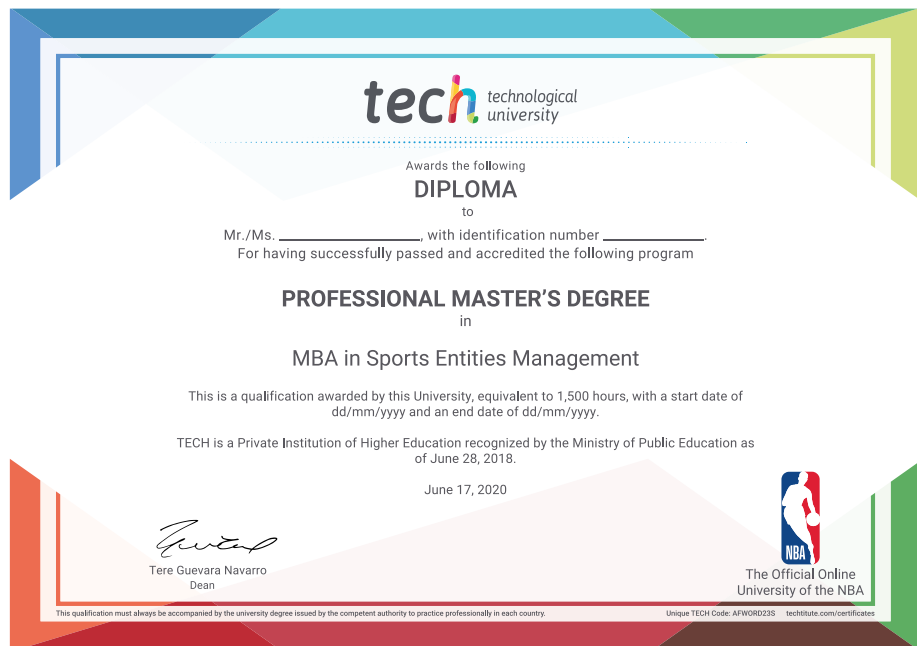 tech technological
university
Awards the following
DIPLOMA
to
Mr./Ms. ____________________, with identification number ______________.
For having successfully passed and accredited the following program
PROFESSIONAL MASTER'S DEGREE
in
MBA in Sports Entities Management
This is a qualification awarded by this University, equivalent to 1,500 hours, with a start date of
dd/mm/yyyy and an end date of dd/mm/yyyy.
TECH is a Private Institution of Higher Education recognized by the Ministry of Public Education as
of June 28, 2018.
June 17, 2020
Tere Guevara Navarro
Dean
NBA
The Official Online
University of the NBA
This qualification must always be accompanied by the university degree issued by the competent authority to practice professionally in each country.
Unique TECH Code: AFWORD23S techtitute.com/certificates